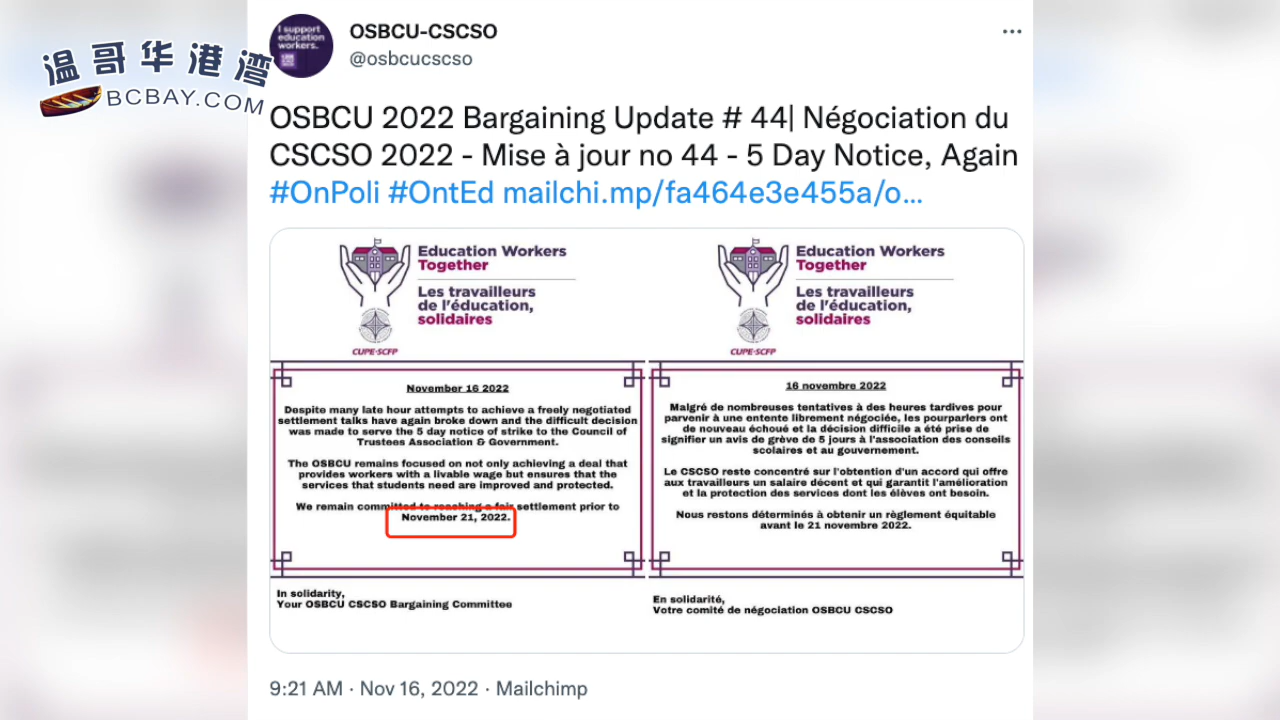 温哥华港湾
BCBAY.COM
I support
education
workers.
OSBCU-CSCSO
@osbcucscso
OSBCU 2022 Bargaining Update # 44| Négociation du
CSCSO 2022 - Mise à jour no 44 - 5 Day Notice, Again
#OnPoli #OntEd mailchi.mp/fa464e3e455a/o...
Education Workers
Together
Les travailleurs
de l'éducation,
solidaires
CUPE·SCFP
November 16 2022
Despite many late hour attempts to achieve a freely negotiated
settlement talks have again broke down and the difficult decision
was made to serve the 5 day notice of strike to the Council of
Trustees Association & Government.
The OSBCU remains focused on not only achieving a deal that
provides workers with a livable wage but ensures that the
services that students need are improved and protected.
We remain committed to reaching a fair settlement prior to
November 21, 2022.
In solidarity,
Your OSBCU CSCSO Bargaining Committee
Education Workers
Together
Les travailleurs
de l'éducation,
solidaires
CUPE·SCFP
16 novembre 2022
Malgré de nombreuses tentatives à des heures tardives pour
parvenir à une entente librement négociée, les pourparlers ont
de nouveau échoué et la décision difficile a été prise de
signifier un avis de grève de 5 jours à l'association des conseils
scolaires et au gouvernement.
Le CSCSO reste concentré sur l'obtention d'un accord qui offre
aux travailleurs un salaire décent et qui garantit l'amélioration
et la protection des services dont les élèves ont besoin.
Nous restons déterminés à obtenir un règlement équitable
avant le 21 novembre 2022.
En solidarité,
Votre comité de négociation OSBCU CSCSO
9:21 AM · Nov 16, 2022 · Mailchimp